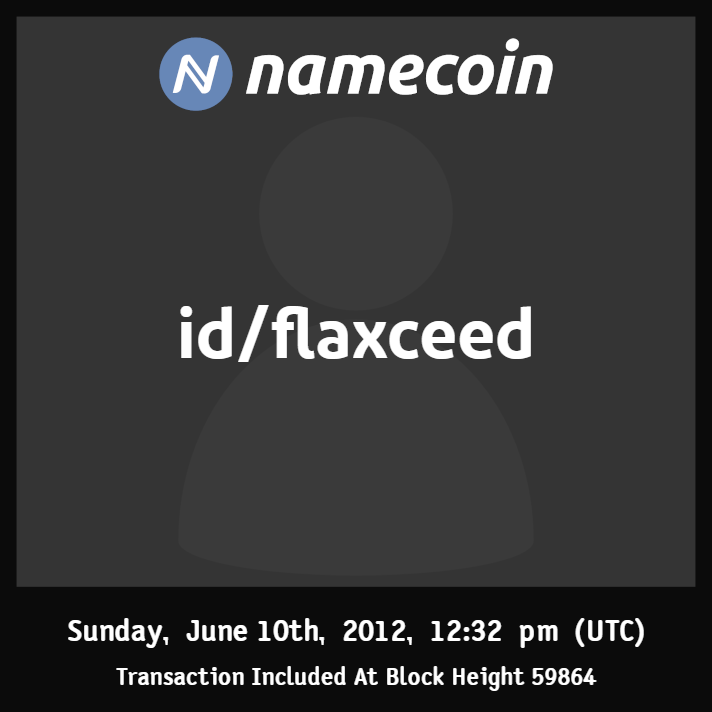 namecoin
id/flaxceed
Sunday, June 10th, 2012, 12:32 pm (UTC)
Transaction Included At Block Height 59864